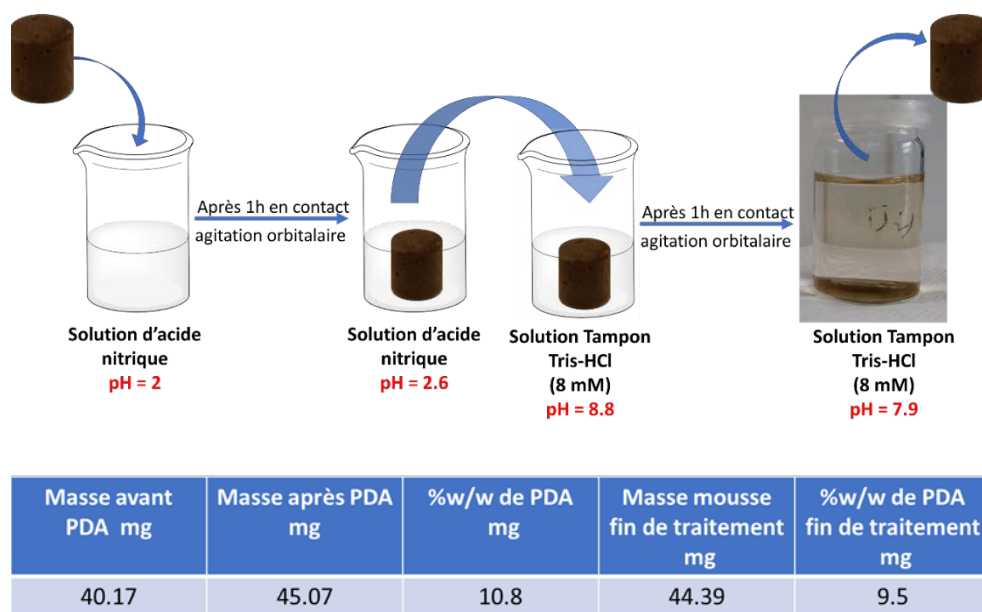 Après 1h en contact
agitation orbitalaire
Après 1h en contact
agitation orbitalaire
Solution d’acide
nitrique
pH = 2
Solution d’acide
nitrique
pH = 2.6
Solution Tampon
Tris-HCl
(8 mM)
pH = 8.8
Solution Tampon
Tris-HCl
(8 mM)
pH = 7.9
Masse avant
PDA mg
Masse après PDA
mg
%w/w de PDA
mg
Masse mousse
fin de traitement
mg
%w/w de PDA
fin de traitement
mg
40.17
45.07
10.8
44.39
9.5